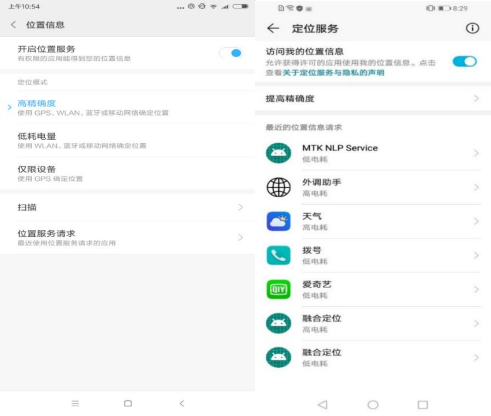 上午10:54
位置信息
开启位置服务
有权限的应用能得到您的位置信息
定位模式
高精确度
使用 GPS、WLAN、蓝牙或移动网络确定位置
低耗电量
使用 WLAN、蓝牙或移动网络确定位置
仅限设备
使用 GPS 确定位置
扫描
位置服务请求
最近使用位置服务请求的应用
8:29
定位服务
访问我的位置信息
允许获得许可的应用使用我的位置信息。点击
查看关于定位服务与隐私的声明
提高精确度
最近的位置信息请求
MTK NLP Service
低电耗
外调助手
高电耗
天气
高电耗
拨号
低电耗
QIY
爱奇艺
低电耗
融合定位
高电耗
融合定位
低电耗